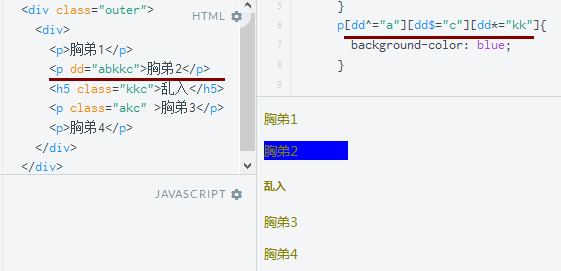 <div class="outer">
HTML
<div>
<p>胸弟1</p>
<p dd="abkkc">胸弟2</p>
<h5 class="kkc">乱入</h5>
<p class="akc" >胸弟3</p>
<p>胸弟4</p>
</div>
</div>
JAVASCRIPT
5 }
6 p[dd^="a"][dd$="c"][dd*="kk"]{
7 background-color: blue;
8 }
9
胸弟1
胸弟2
乱入
胸弟3
胸弟4